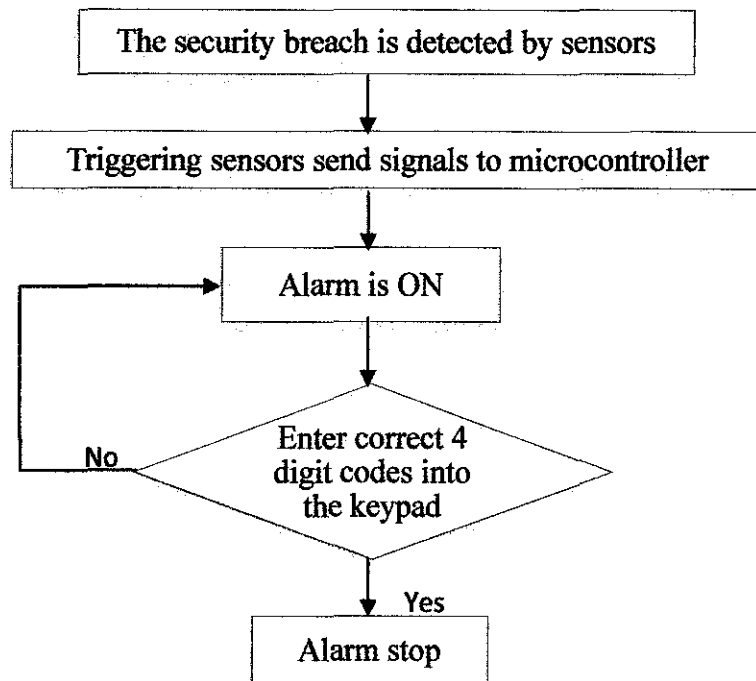 The security breach is detected by sensors
Triggering sensors send signals to microcontroller
Alarm is ON
Enter correct 4
digit codes into
the keypad
No
Yes
Alarm stop